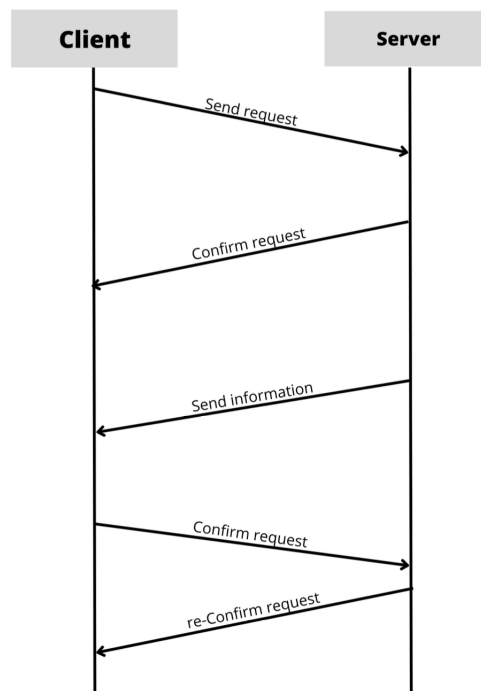 Client
Server
Send request
Confirm request
Send information
Confirm request
re-Confirm request